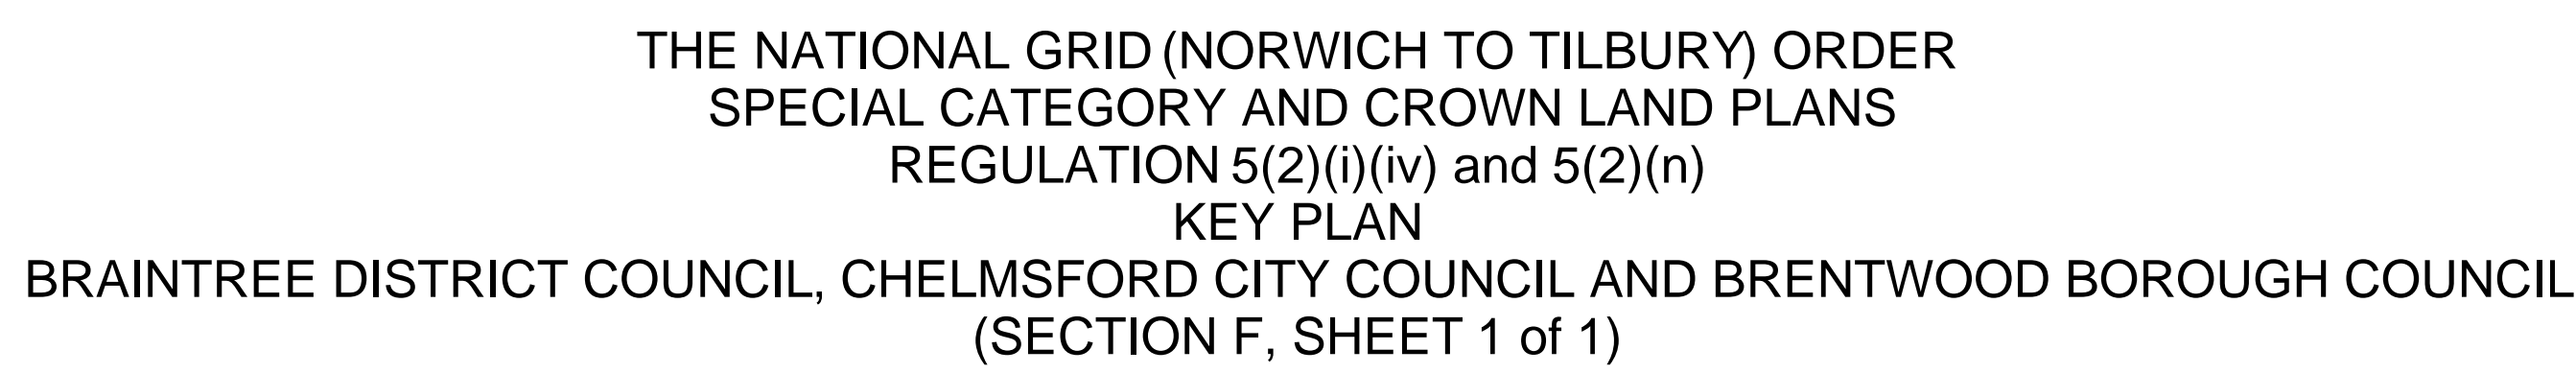 THE NATIONAL GRID (NORWICH TO TILBURY) ORDER
SPECIAL CATEGORY AND CROWN LAND PLANS
REGULATION 5(2)(i)(iv) and 5(2)(n)
KEY PLAN
BRAINTREE DISTRICT COUNCIL, CHELMSFORD CITY COUNCIL AND BRENTWOOD BOROUGH COUNCIL
(SECTION F, SHEET 1 of 1)